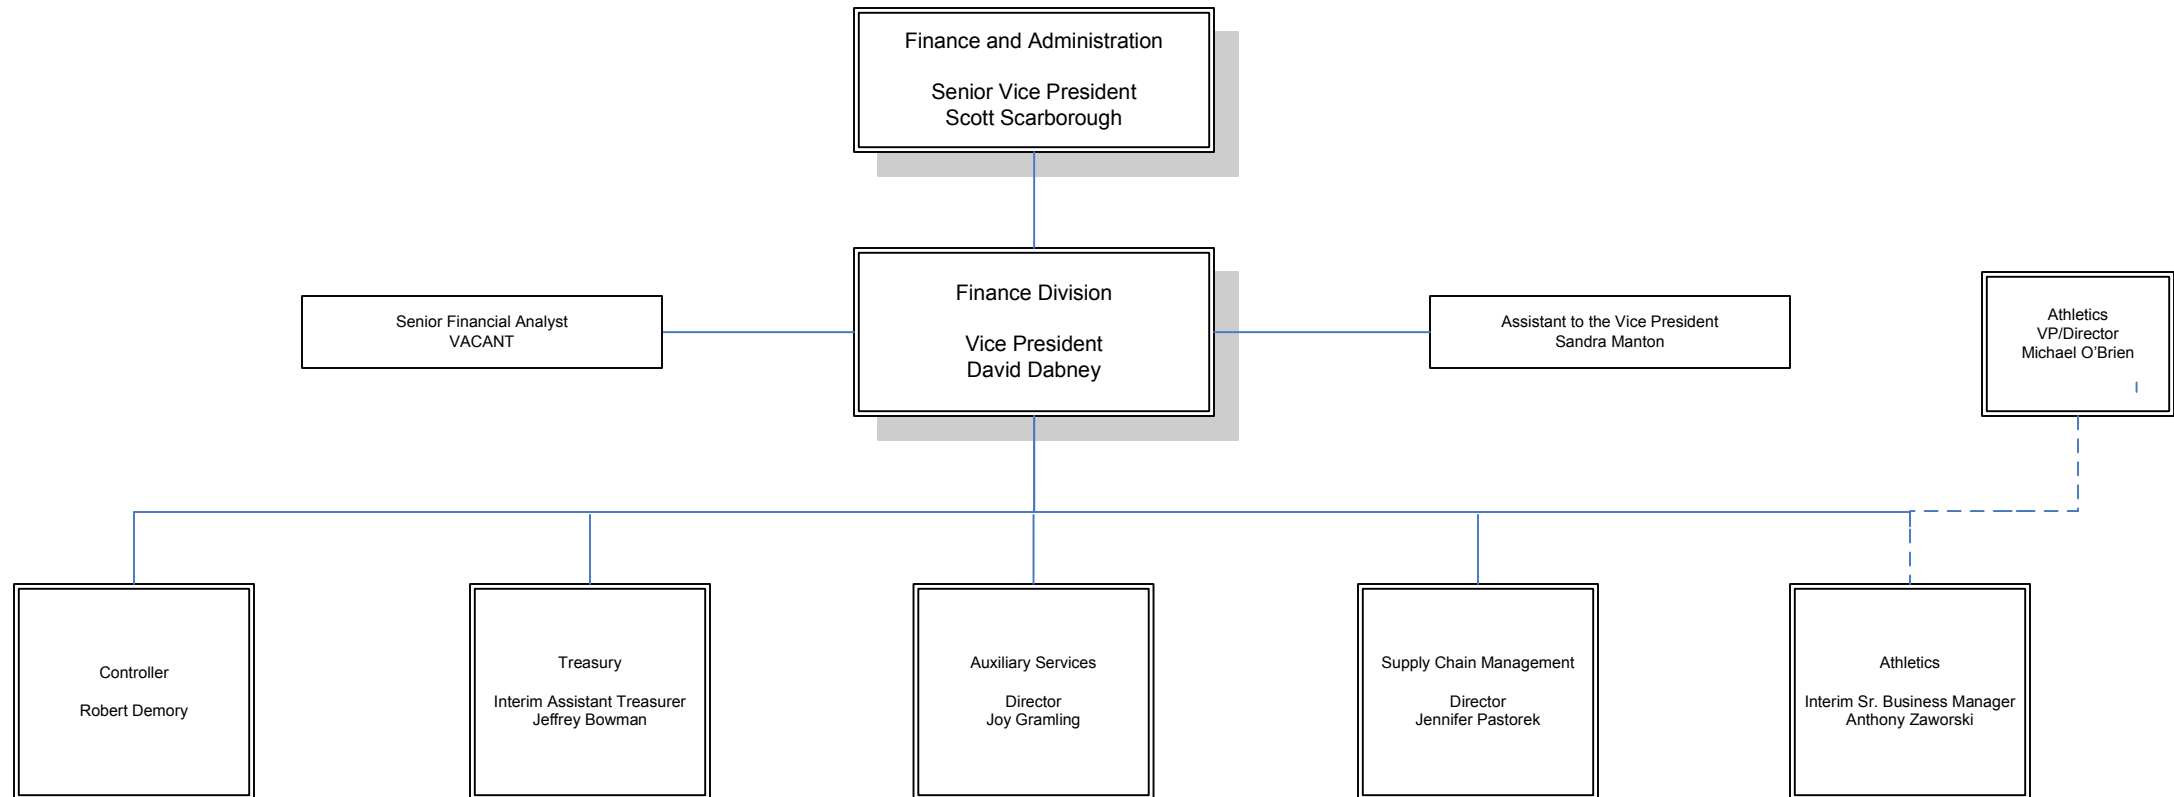 Finance and Administration
Senior Vice President
Scott Scarborough
Finance Division
Vice President
David Dabney
Senior Financial Analyst
VACANT
Assistant to the Vice President
Sandra Manton
Athletics
VP/Director
Michael O’Brien
Controller
Robert Demory
Treasury
Interim Assistant Treasurer
Jeffrey Bowman
Auxiliary Services
Director
Joy Gramling
Supply Chain Management
Director
Jennifer Pastorek
Athletics
Interim Sr. Business Manager
Anthony Zaworski